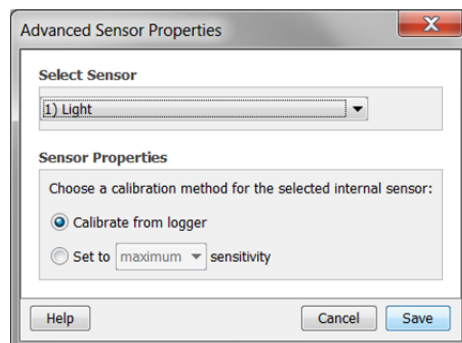 Advanced Sensor Properties
Select Sensor
1) Light
Sensor Properties
Choose a calibration method for the selected internal sensor:
Calibrate from logger
Set to maximum sensitivity
Help Cancel Save